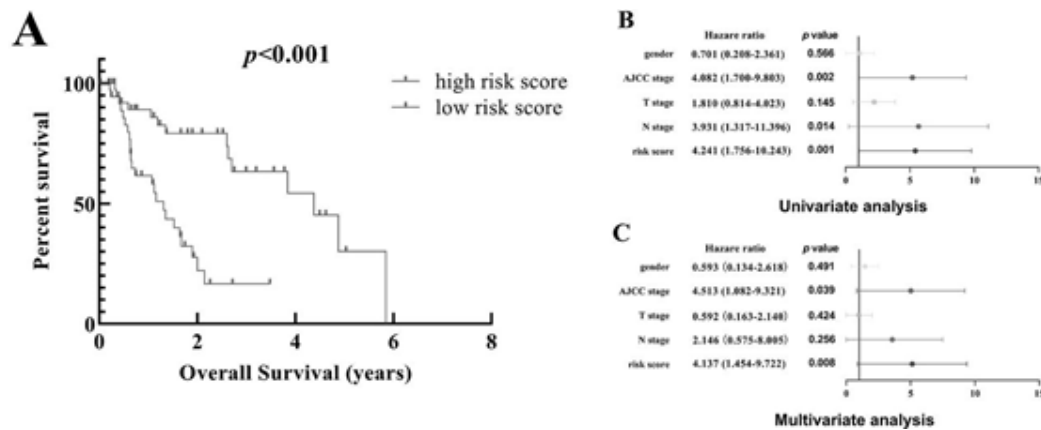 A
p<0.001
high risk score
low risk score
Percent survival
100
50
0
0 2 4 6 8
Overall Survival (years)
B
Hazare ratio p value
gender 0.701 (0.208-2.361) 0.566
AJCC stage 4.082 (1.700-9.803) 0.002
T stage 1.810 (0.814-4.023) 0.145
N stage 3.931 (1.317-11.396) 0.014
risk score 4.241 (1.756-10.243) 0.001
0 5 10 15
Univariate analysis
C
Hazare ratio p value
gender 0.593 (0.134-2.618) 0.491
AJCC stage 4.513 (1.082-9.321) 0.039
T stage 0.592 (0.163-2.140) 0.424
N stage 2.146 (0.575-8.005) 0.256
risk score 4.137 (1.454-9.722) 0.008
0 5 10 15
Multivariate analysis